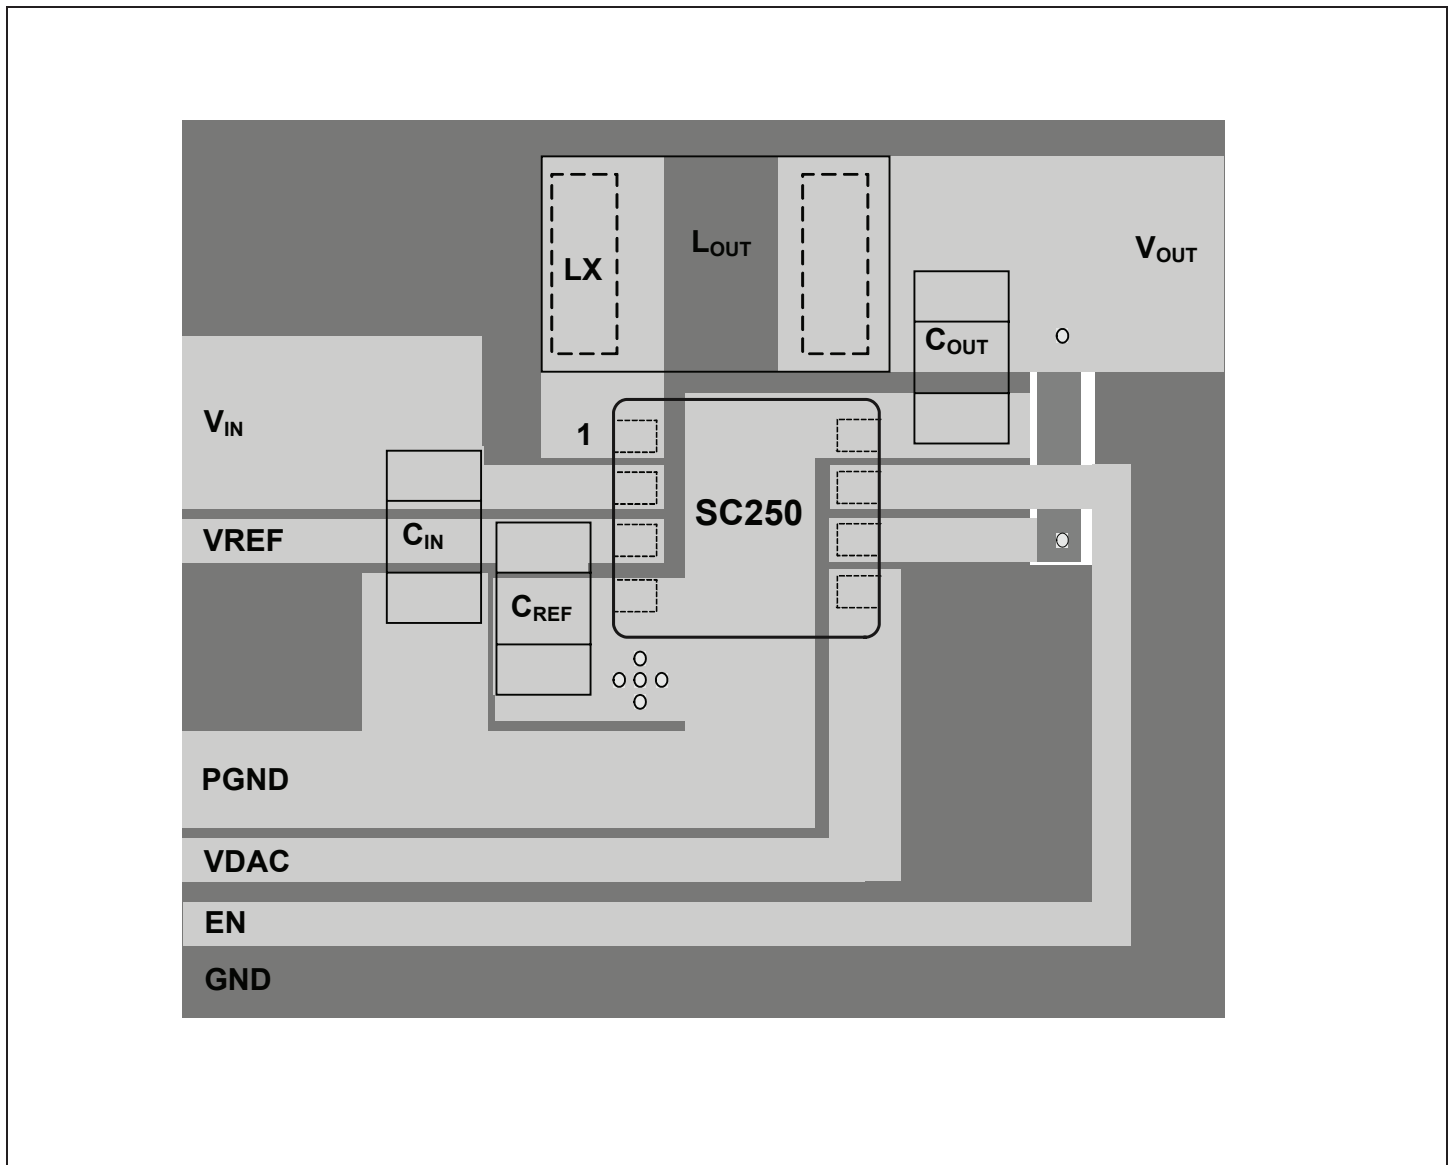 LX
LOUT
VOUT
COUT
VIN
1
SC250
VREF
CIN
CREF
PGND
VDAC
EN
GND